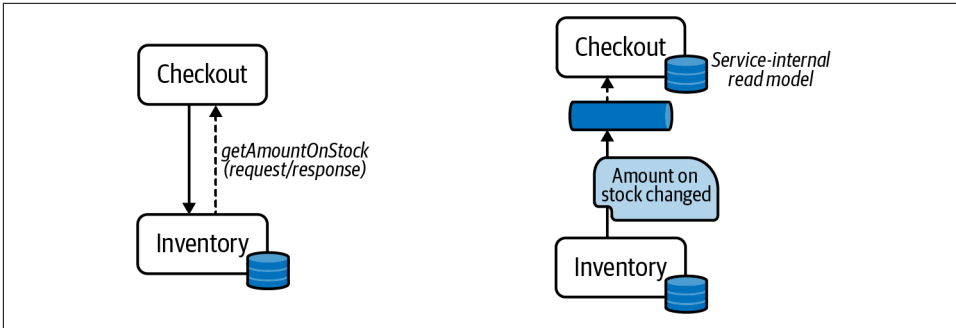 Checkout
getAmountOnStock
(request/response)
Inventory
Checkout
Service-internal
read model
Amount on
stock changed
Inventory